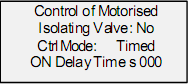 Control of Motorised
Isolating Valve: No
Ctrl Mode: Timed
ON Delay Time s 000